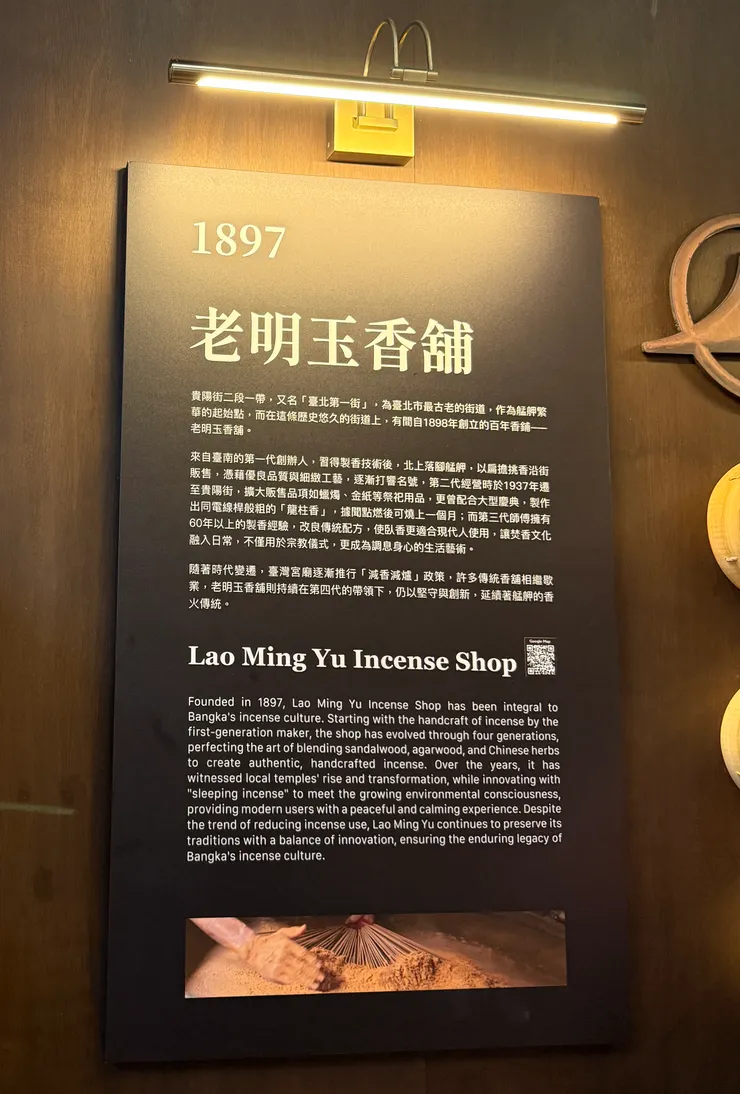 1897
老明玉香舖
貴陽街二段一帶，又名「臺北第一街」，為臺北市最古老的街道，作為艋舺繁
華的起始點，而在這條歷史悠久的街道上，有間自1898年創立的百年香鋪——
老明玉香舖。
來自臺南的第一代創辦人，習得製香技術後，北上落腳艋舺，以扁擔挑香沿街
販售，憑藉優良品質與細緻工藝，逐漸打響名號，第二代經營時於1937年遷
至貴陽街，擴大販售品項如蠟燭、金紙等祭祀用品，更曾配合大型慶典，製作
出同電線桿般粗的「龍柱香」，據聞點燃後可燒上一個月；而第三代師傅擁有
60年以上的製香經驗，改良傳統配方，使臥香更適合現代人使用，讓焚香文化
融入日常，不僅用於宗教儀式，更成為調息身心的生活藝術。
隨著時代變遷，臺灣宮廟逐漸推行「減香減爐」政策，許多傳統香舖相繼歇
業，老明玉香舖則持續在第四代的帶領下，仍以堅守與創新，延續著艋舺的香
火傳統。
Google Map
Lao Ming Yu Incense Shop
Founded in 1897, Lao Ming Yu Incense Shop has been integral to
Bangka's incense culture. Starting with the handcraft of incense by the
first-generation maker, the shop has evolved through four generations,
perfecting the art of blending sandalwood, agarwood, and Chinese herbs
to create authentic, handcrafted incense. Over the years, it has
witnessed local temples' rise and transformation, while innovating with
"sleeping incense" to meet the growing environmental consciousness,
providing modern users with a peaceful and calming experience. Despite
the trend of reducing incense use, Lao Ming Yu continues to preserve its
traditions with a balance of innovation, ensuring the enduring legacy of
Bangka's incense culture.